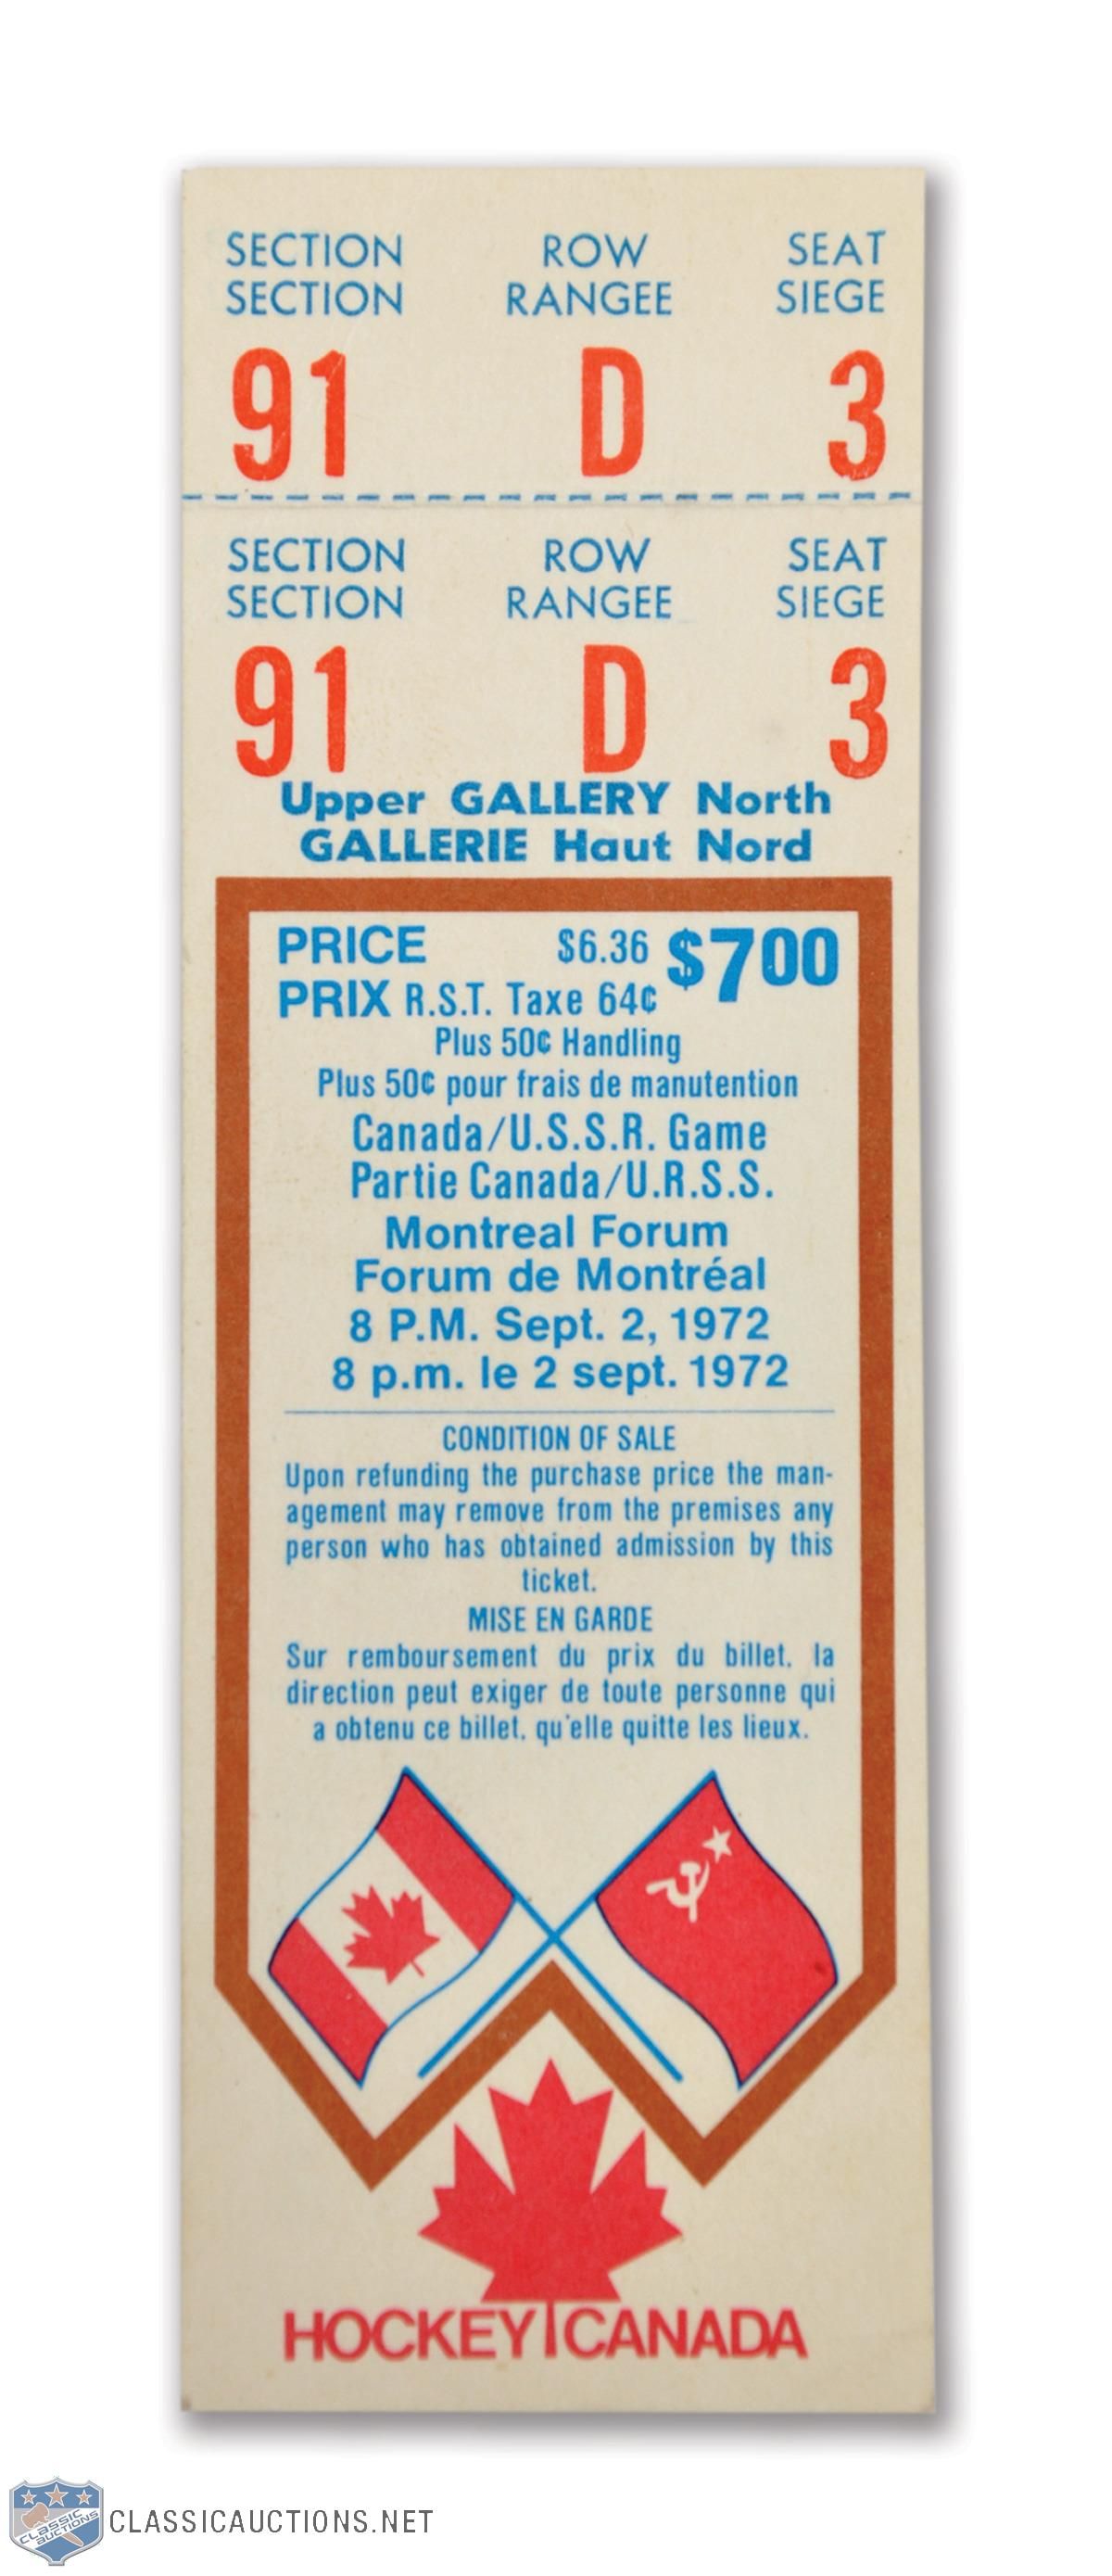 SECTION ROW SEAT
SECTION RANGEE SIEGE
91 D 3
SECTION ROW SEAT
SECTION RANGEE SIEGE
91 D 3
Upper GALLERY North
GALLERIE Haut Nord
PRICE $6.36 $700
PRIX R.S.T. Taxe 64¢
Plus 50¢ Handling
Plus 50¢ pour frais de manutention
Canada/U.S.S.R. Game
Partie Canada/U.R.S.S.
Montreal Forum
Forum de Montréal
8 P.M. Sept. 2, 1972
8 p.m. le 2 sept. 1972
CONDITION OF SALE
Upon refunding the purchase price the man-
agement may remove from the premises any
person who has obtained admission by this
ticket.
MISE EN GARDE
Sur remboursement du prix du billet, la
direction peut exiger de toute personne qui
a obtenu ce billet, qu'elle quitte les lieux.
HOCKEY CANADA
CLASSIC AUCTIONS
CLASSICAUCTIONS.NET